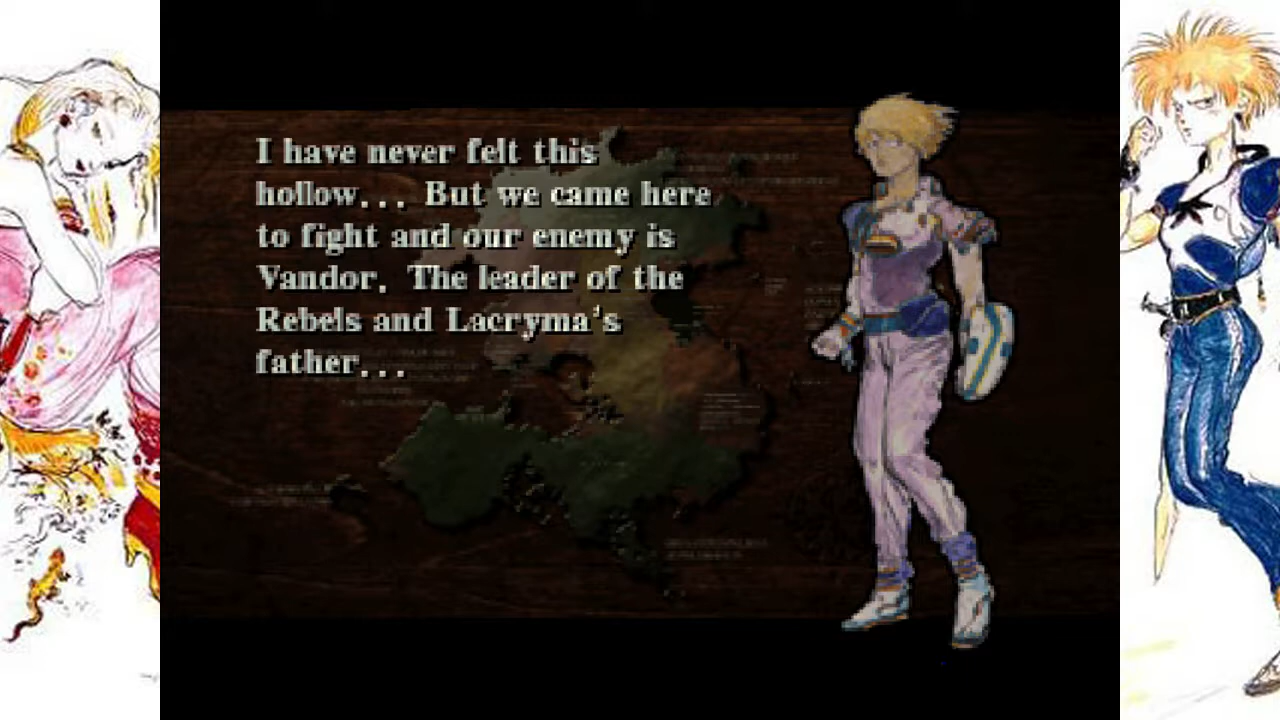 I have never felt this
hollow... But we came here
to fight and our enemy is
Vandor. The leader of the
Rebels and Lacryma's
father...